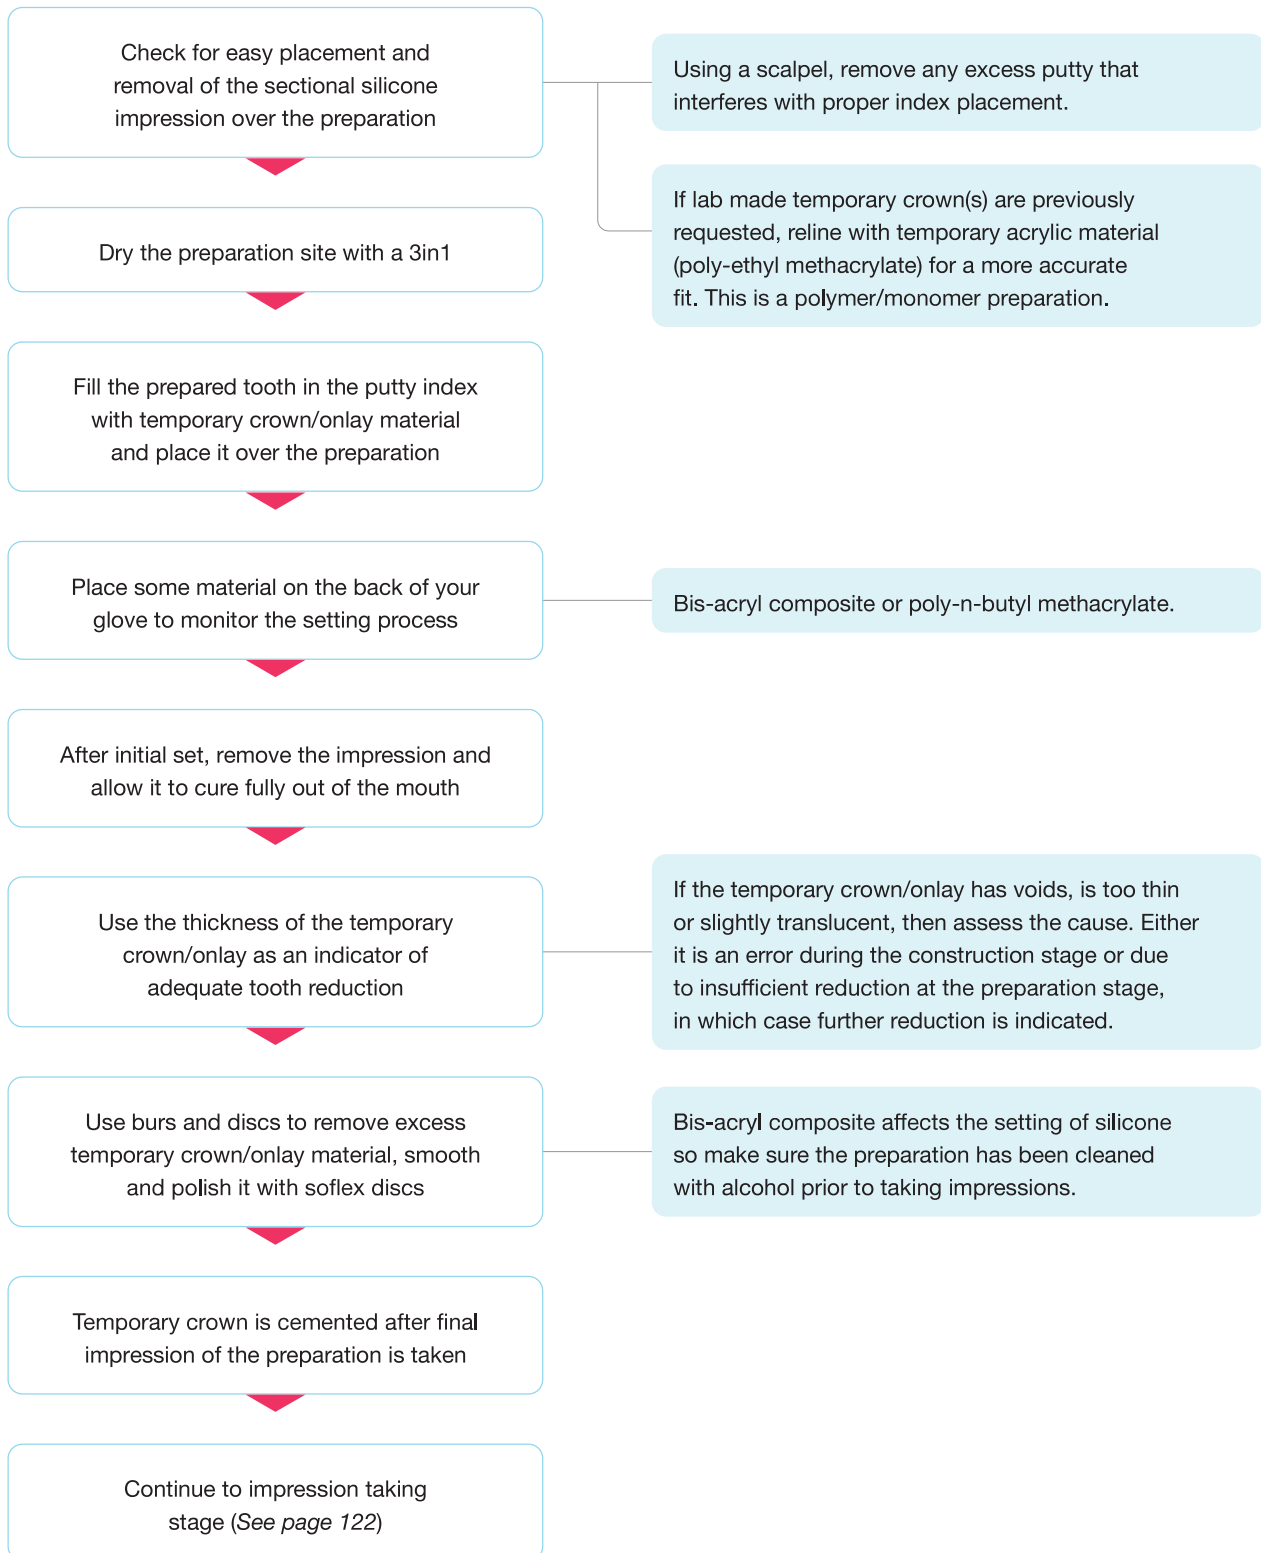 Check for easy placement and
removal of the sectional silicone
impression over the preparation
Using a scalpel, remove any excess putty that
interferes with proper index placement.
If lab made temporary crown(s) are previously
requested, reline with temporary acrylic material
(poly-ethyl methacrylate) for a more accurate
fit. This is a polymer/monomer preparation.
Dry the preparation site with a 3in1
Fill the prepared tooth in the putty index
with temporary crown/onlay material
and place it over the preparation
Place some material on the back of your
glove to monitor the setting process
Bis-acryl composite or poly-n-butyl methacrylate.
After initial set, remove the impression and
allow it to cure fully out of the mouth
Use the thickness of the temporary
crown/onlay as an indicator of
adequate tooth reduction
If the temporary crown/onlay has voids, is too thin
or slightly translucent, then assess the cause. Either
it is an error during the construction stage or due
to insufficient reduction at the preparation stage,
in which case further reduction is indicated.
Use burs and discs to remove excess
temporary crown/onlay material, smooth
and polish it with soflex discs
Bis-acryl composite affects the setting of silicone
so make sure the preparation has been cleaned
with alcohol prior to taking impressions.
Temporary crown is cemented after final
impression of the preparation is taken
Continue to impression taking
stage (See page 122)